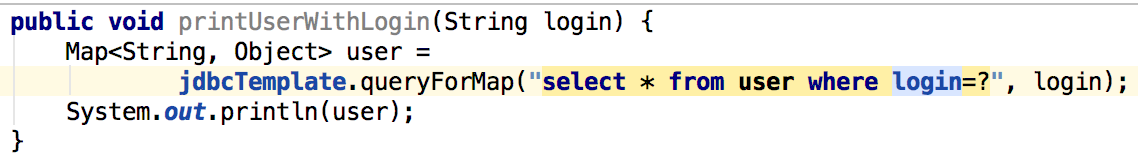 public void printUserWithLogin(String login) {
    Map<String, Object> user =
            jdbcTemplate.queryForMap("select * from user where login=?", login);
    System.out.println(user);
}